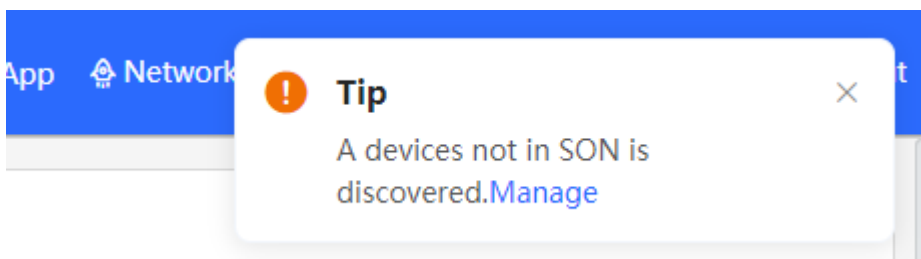 App Network
Tip
A devices not in SON is
discovered.Manage
t